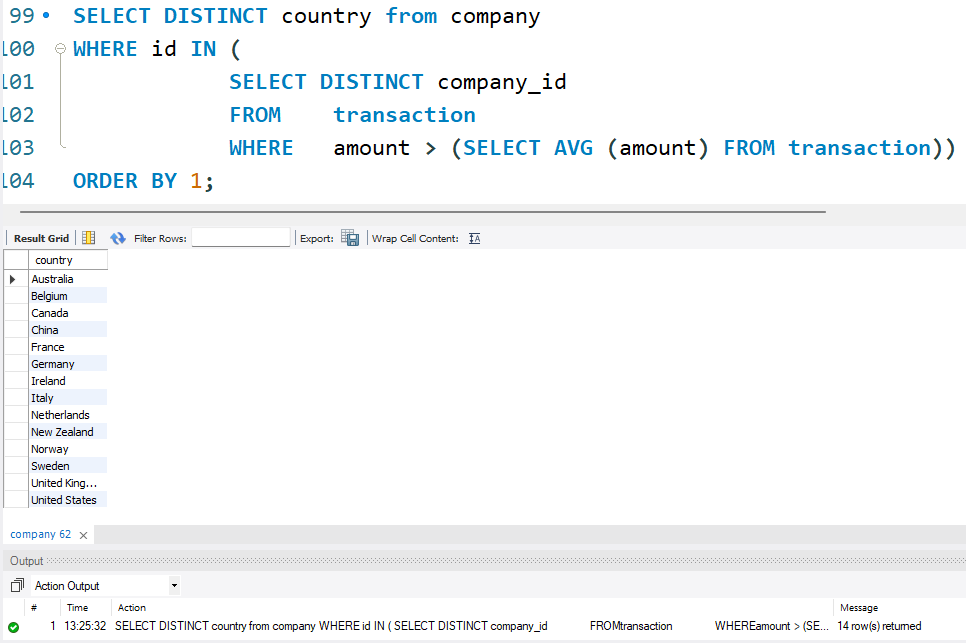 99 SELECT DISTINCT country from company
100 WHERE id IN (
101 SELECT DISTINCT company_id
102 FROM transaction
103 WHERE amount > (SELECT AVG (amount) FROM transaction))
104 ORDER BY 1;
Result Grid Filter Rows: Export: Wrap Cell Content: IA
country
Australia
Belgium
Canada
China
France
Germany
Ireland
Italy
Netherlands
New Zealand
Norway
Sweden
United King...
United States
company 62
Output
Action Output
# Time Action Message
1 13:25:32 SELECT DISTINCT country from company WHERE id IN ( SELECT DISTINCT company_id FROMtransaction WHEREamount > (SE... 14 row(s) returned